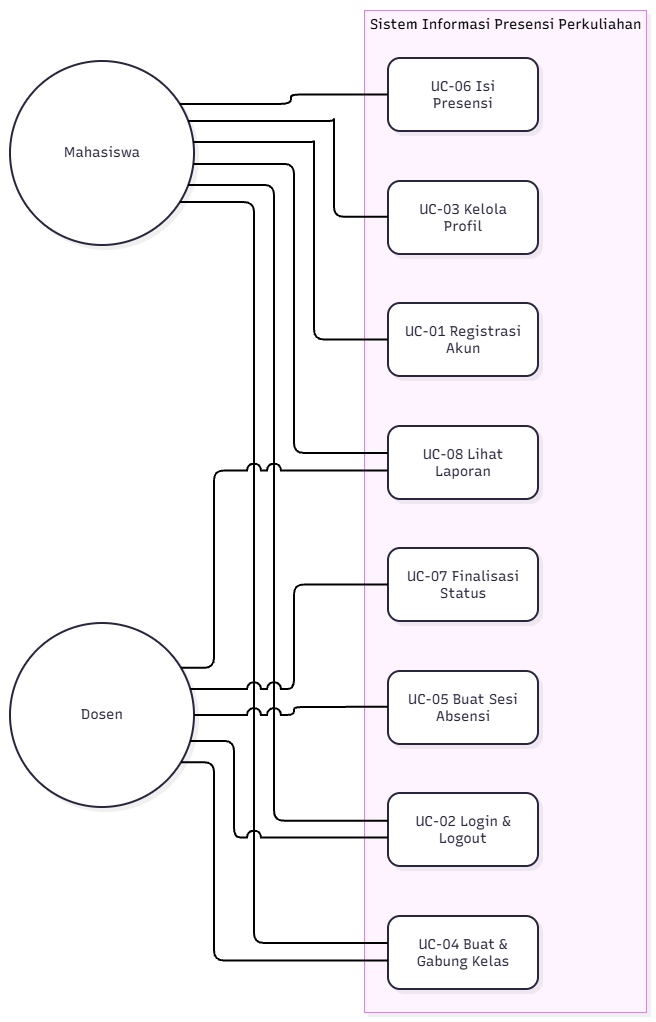 Sistem Informasi Presensi Perkuliahan
UC-06 Isi
Presensi
Mahasiswa
UC-03 Kelola
Profil
UC-01 Registrasi
Akun
UC-08 Lihat
Laporan
UC-07 Finalisasi
Status
UC-05 Buat Sesi
Absensi
Dosen
UC-02 Login &
Logout
UC-04 Buat &
Gabung Kelas